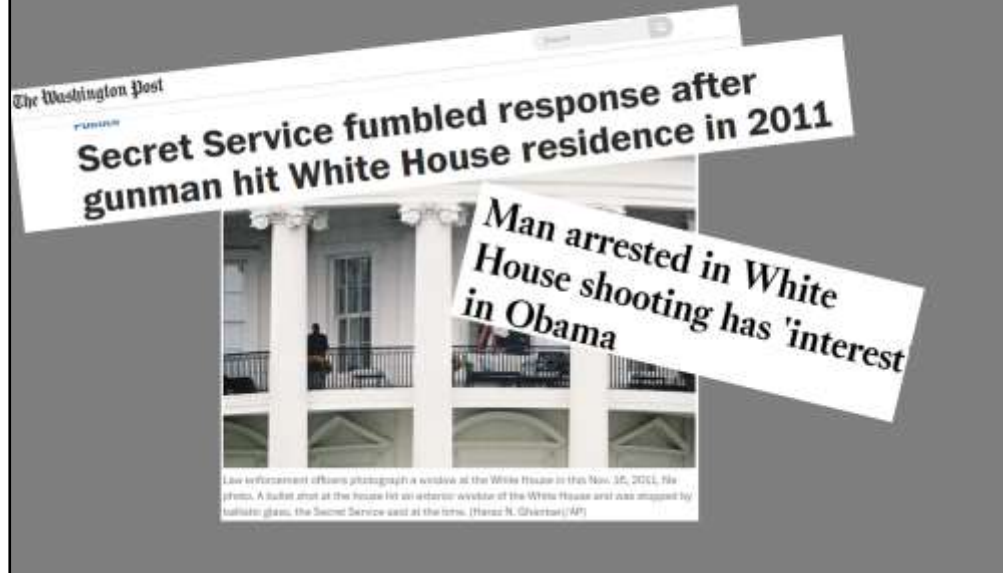 The Washington Post
Secret Service fumbled response after
gunman hit White House residence in 2011
Man arrested in White
House shooting has 'interest
in Obama
Law enforcement officers photograph a window at the White House in this Nov. 16, 2011, file
photo. A bullet shot at the house hit an exterior window of the White House and was stopped by
ballistic glass, the Secret Service said at the time. (Haraz N. Ghanbari/AP)